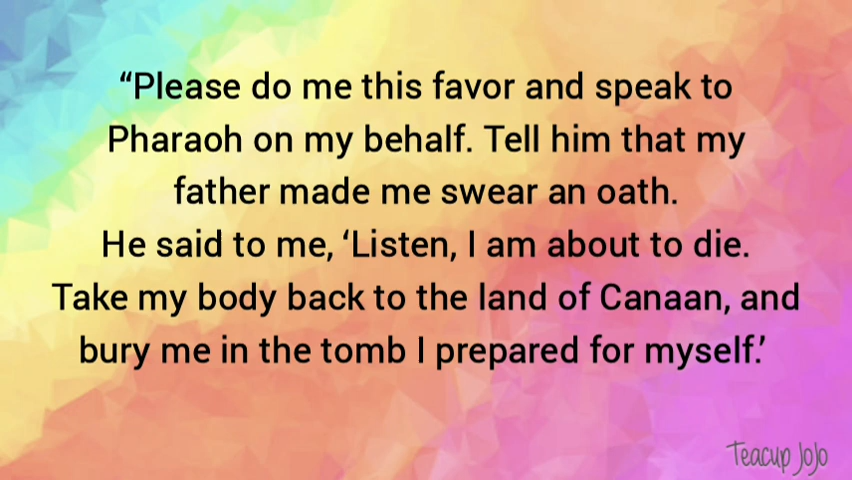 “Please do me this favor and speak to
Pharaoh on my behalf. Tell him that my
father made me swear an oath.
He said to me, ‘Listen, I am about to die.
Take my body back to the land of Canaan, and
bury me in the tomb I prepared for myself.’
Teacup JoJo